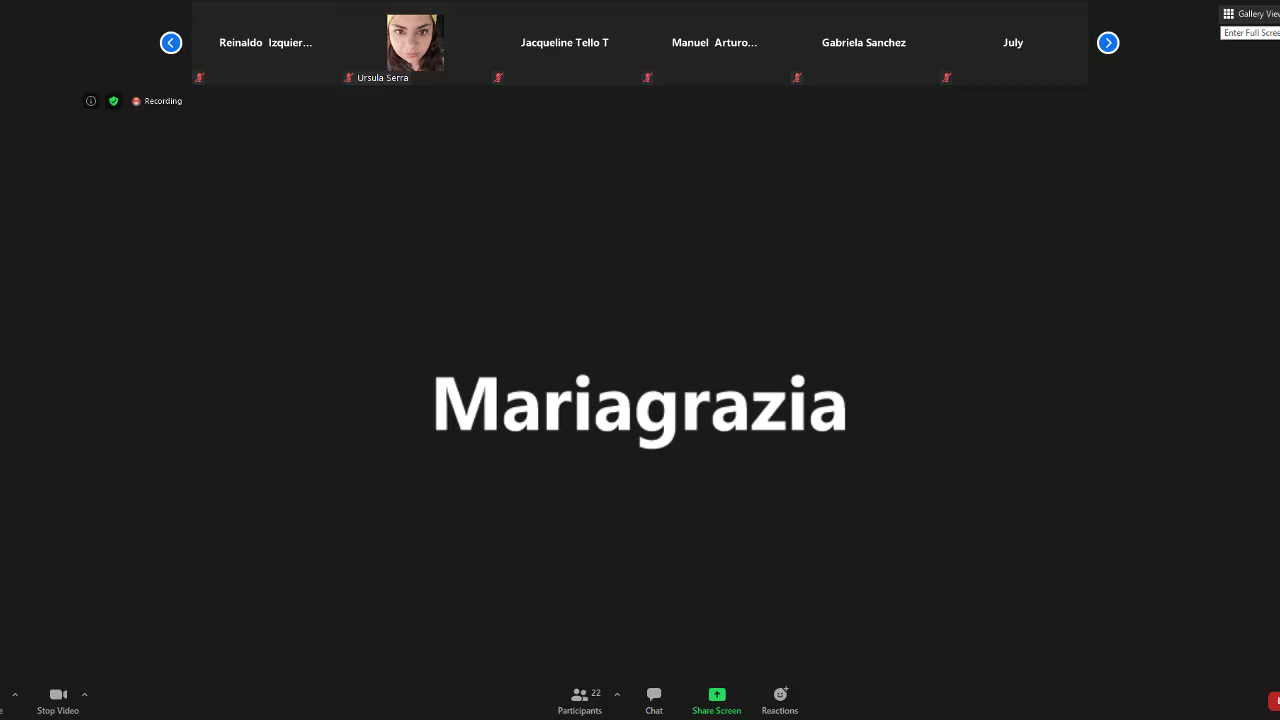 Reinaldo Izquier...
Jacqueline Tello T
Manuel Arturo...
Gabriela Sanchez
July
Ursula Serra
Gallery Vie
Enter Full Scree
Recording
Mariagrazia
22
Stop Video
Participants
Chat
Share Screen
Reactions